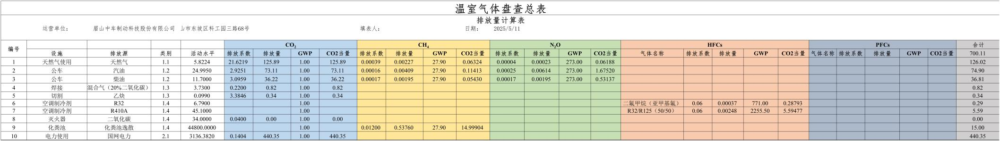 温室气体盘查总表
排放量计算表
运营单位： 眉山中车制动科技股份有限公司 山市东坡区科工园三路68号 填表人： 日期： 2025/5/11
编号 CO₂ CH₄ N₂O HFCs PFCs 合计
设施 排放源 类别 活动水平 排放系数 排放量 GWP CO2当量 排放系数 排放量 GWP CO2当量 排放系数 排放量 GWP CO2当量 气体名称 排放系数 排放量 GWP CO2当量 气体名称 排放系数 排放量 GWP CO2当量 700.11
1 天然气使用 天然气 1.1 5.8224 21.6219 125.89 1.00 125.89 0.00039 0.00227 27.90 0.06324 0.00004 0.00023 273.00 0.06188 126.02
2 公车 汽油 1.2 24.9950 2.9251 73.11 1.00 73.11 0.00016 0.00409 27.90 0.11413 0.00025 0.00614 273.00 1.67520 74.90
3 公车 柴油 1.2 11.7000 3.0959 36.22 1.00 36.22 0.00017 0.00195 27.90 0.05430 0.00017 0.00195 273.00 0.53137 36.81
4 焊接 混合气（20%二氧化碳） 1.3 3.7300 0.2200 0.82 1.00 0.82 0.82
5 切割 乙炔 1.3 0.0990 3.3846 0.34 1.00 0.34 0.34
6 空调制冷剂 R32 1.4 6.7900 1.00 二氟甲烷（亚甲基氟） 0.06 0.00037 771.00 0.28793 0.29
7 空调制冷剂 R410A 1.4 45.1000 1.00 R32/R125（50/50） 0.06 0.00248 2255.50 5.59477 5.59
8 灭火器 二氧化碳 1.4 34.0000 0.0400 0.00 1.00 0.00 0.00
9 化粪池 化粪池逸散 1.4 44800.0000 1.00 0.01200 0.53760 27.90 14.99904 15.00
10 电力使用 国网电力 2.1 3136.3820 0.1404 440.35 1.00 440.35 440.35